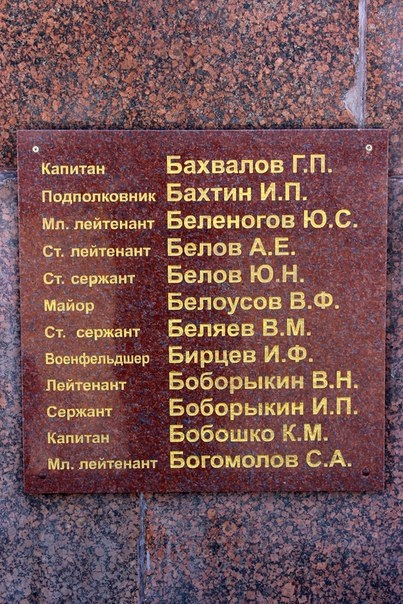 Капитан Бахвалов Г.П.
Подполковник Бахтин И.П.
Мл. лейтенант Беленогов Ю.С.
Ст. лейтенант Белов А.Е.
Ст. сержант Белов Ю.Н.
Майор Белоусов В.Ф.
Ст. сержант Беляев В.М.
Военфельдшер Бирцев И.Ф.
Лейтенант Боборыкин В.Н.
Сержант Боборыкин И.П.
Капитан Бобошко К.М.
Мл. лейтенант Богомолов С.А.